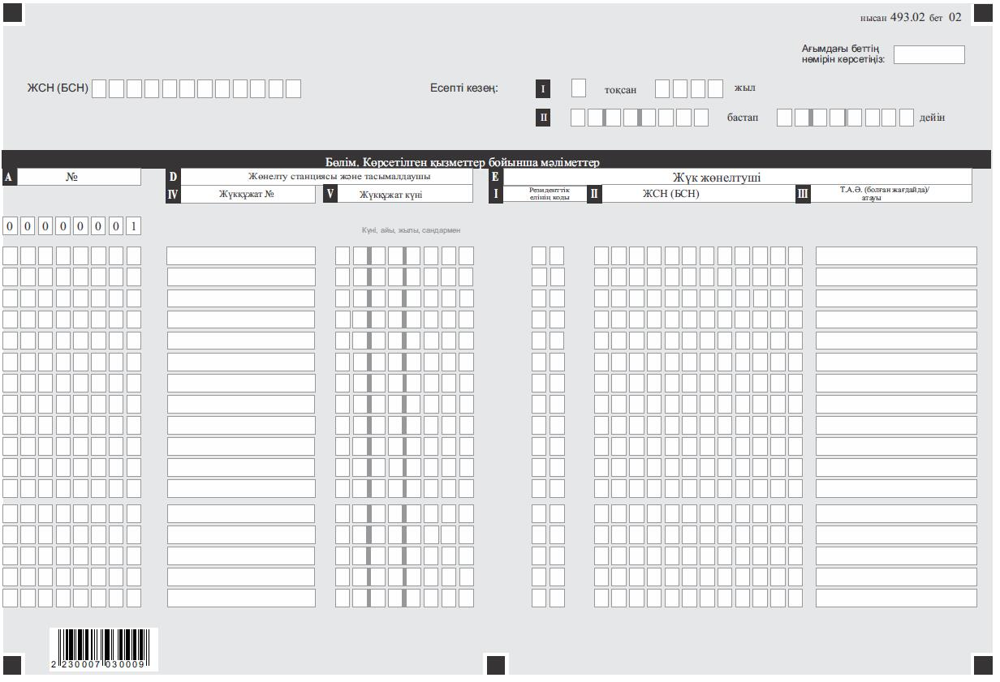 нысан 493.02 бет 02
Ағымдағы беттің
нөмірін көрсетіңіз:
ЖСН (БСН) Есепті кезең: I тоқсан жыл
II бастап дейін
Бөлім. Көрсетілген қызметтер бойынша мәліметтер
A № D Жөнелту станциясы және тасымалдаушы E Жүк жөнелтуші
IV Жүкқұжат № V Жүкқұжат күні I Резиденттік II ЖСН (БСН) III Т.А.Ә. (болған жағдайда)/
елінің коды атауы
0 0 0 0 0 0 0 1 Күні, айы, жылы, сандармен
2 230007 030009